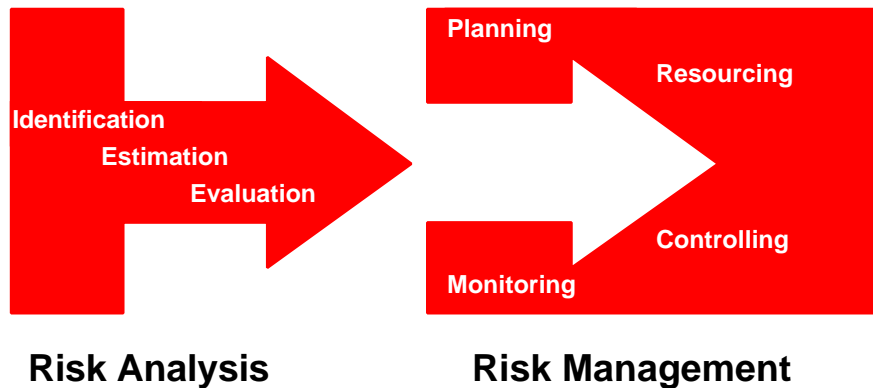 Identification
Estimation
Evaluation
Risk Analysis
Planning
Resourcing
Controlling
Monitoring
Risk Management